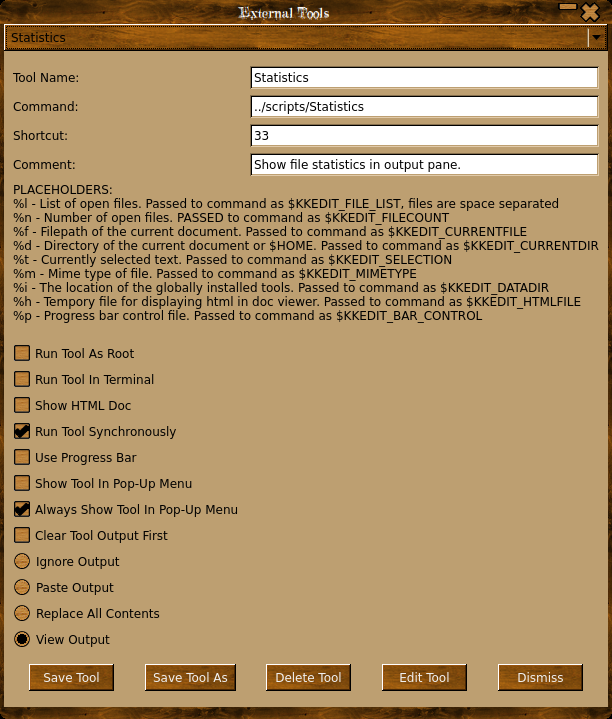 External Tools
Statistics
Tool Name:
Statistics
Command:
../scripts/Statistics
Shortcut:
33
Comment:
Show file statistics in output pane.
PLACEHOLDERS:
%l - List of open files. Passed to command as $KKEDIT_FILE_LIST, files are space separated
%n - Number of open files. PASSED to command as $KKEDIT_FILECOUNT
%f - Filepath of the current document. Passed to command as $KKEDIT_CURRENTFILE
%d - Directory of the current document or $HOME. Passed to command as $KKEDIT_CURRENTDIR
%t - Currently selected text. Passed to command as $KKEDIT_SELECTION
%m - Mime type of file. Passed to command as $KKEDIT_MIMETYPE
%i - The location of the globally installed tools. Passed to command as $KKEDIT_DATADIR
%h - Tempory file for displaying html in doc viewer. Passed to command as $KKEDIT_HTMLFILE
%p - Progress bar control file. Passed to command as $KKEDIT_BAR_CONTROL
Run Tool As Root
Run Tool In Terminal
Show HTML Doc
Run Tool Synchronously
Use Progress Bar
Show Tool In Pop-Up Menu
Always Show Tool In Pop-Up Menu
Clear Tool Output First
Ignore Output
Paste Output
Replace All Contents
View Output
Save Tool
Save Tool As
Delete Tool
Edit Tool
Dismiss